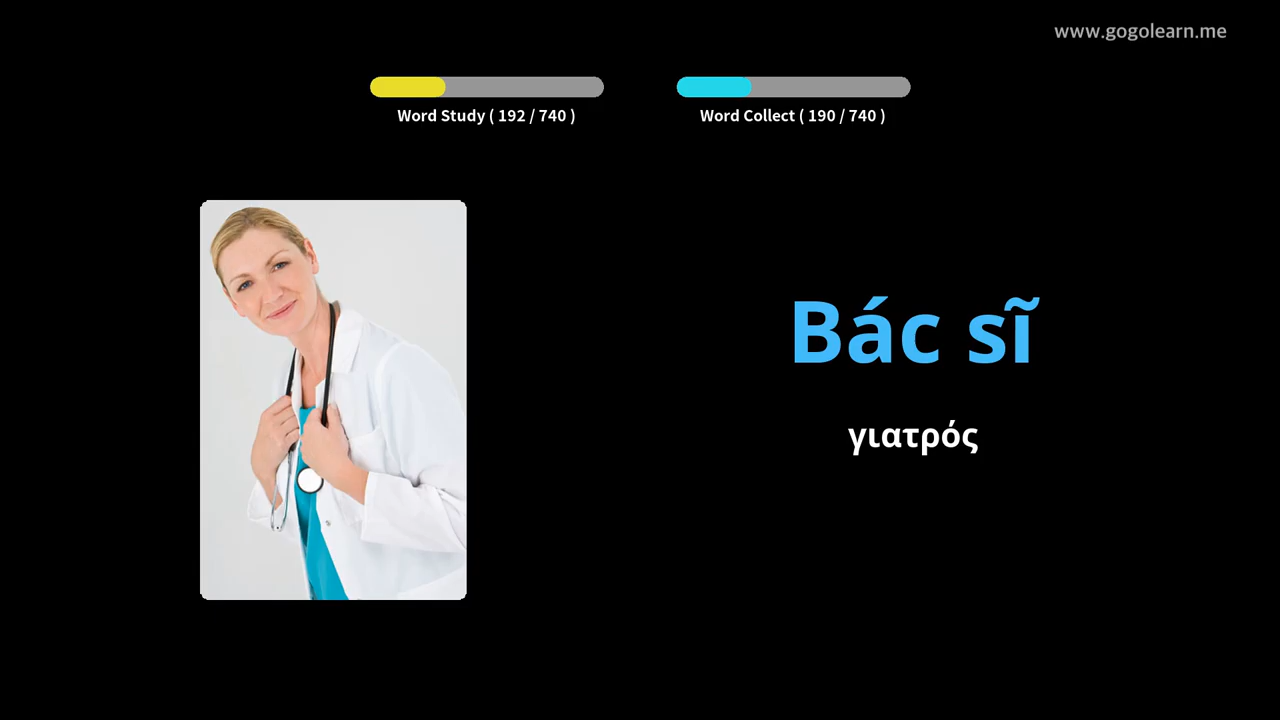 www.gogolearn.me
Word Study ( 192 / 740 )
Word Collect ( 190 / 740 )
Bác sĩ
γιατρός